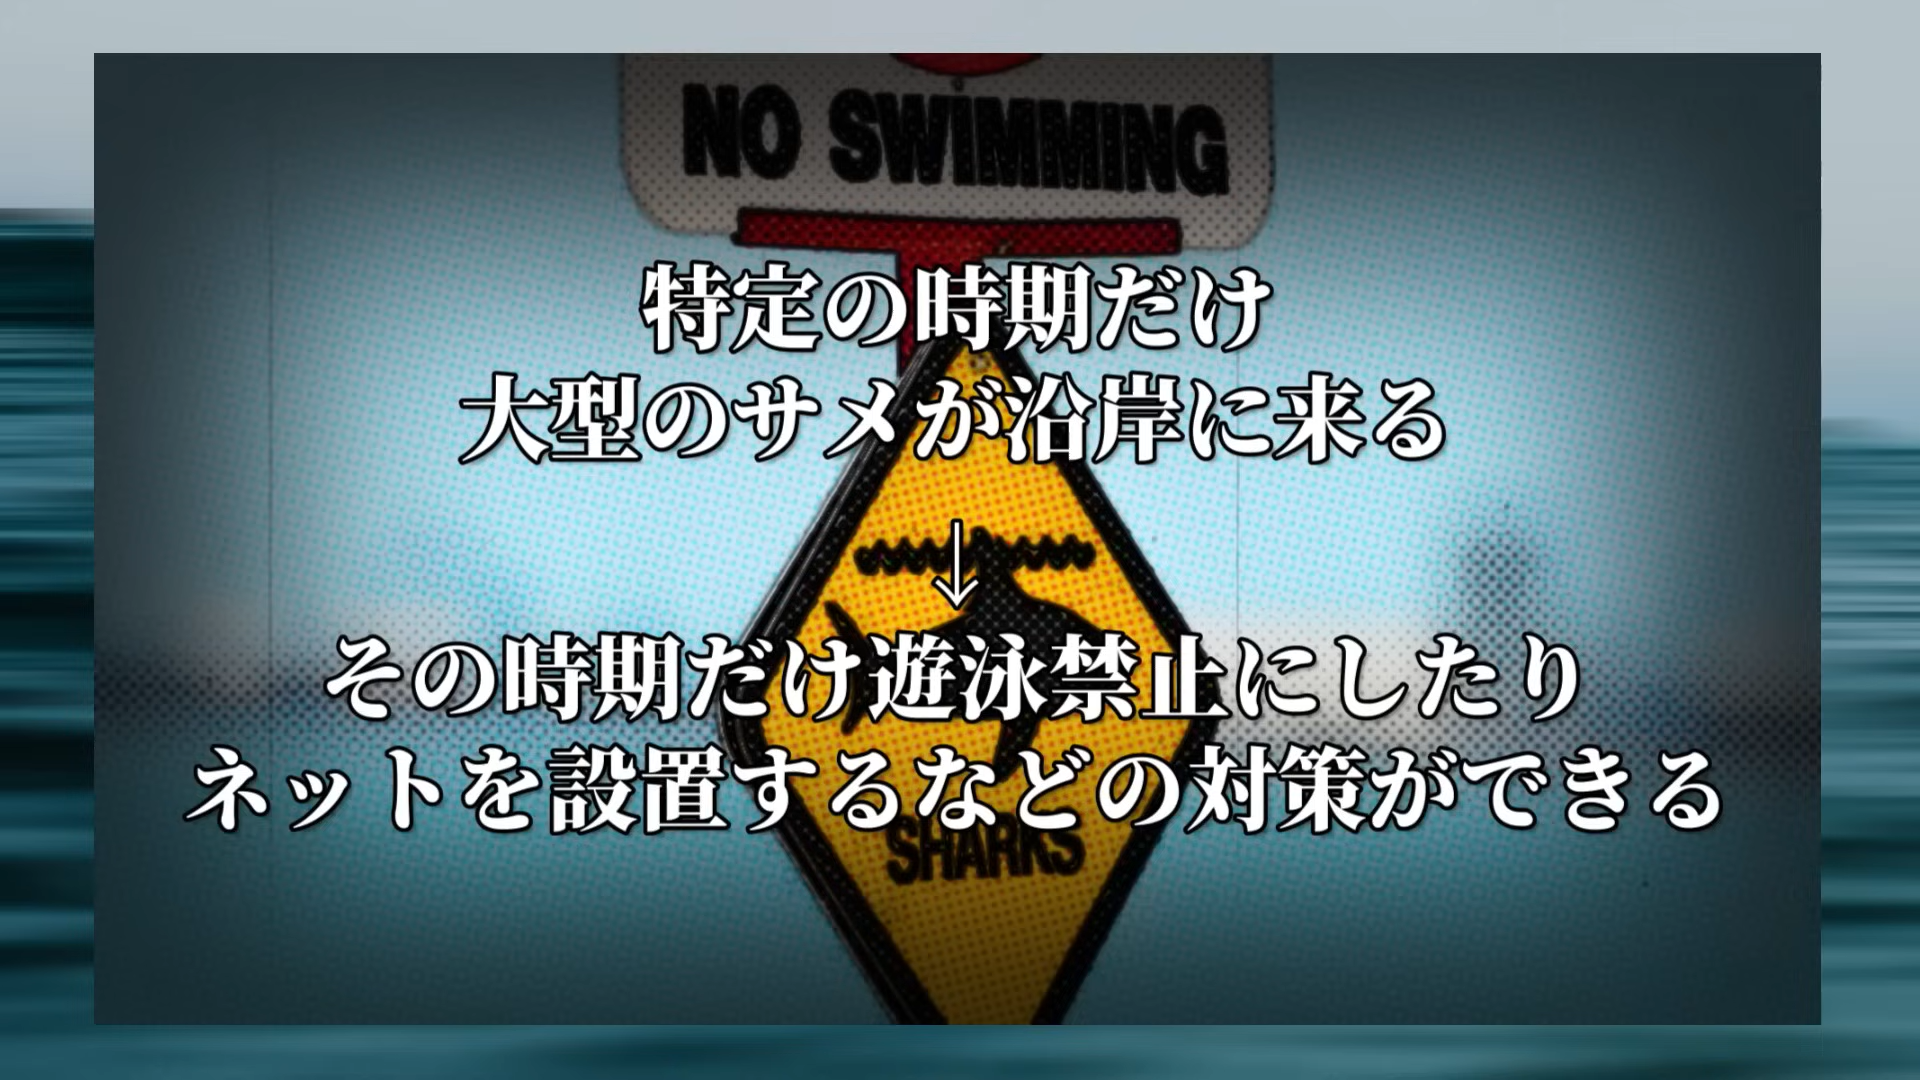 NO SWIMMING
特定の時期だけ
大型のサメが沿岸に来る
↓
その時期だけ遊泳禁止にしたり
ネットを設置するなどの対策ができる
SHARKS